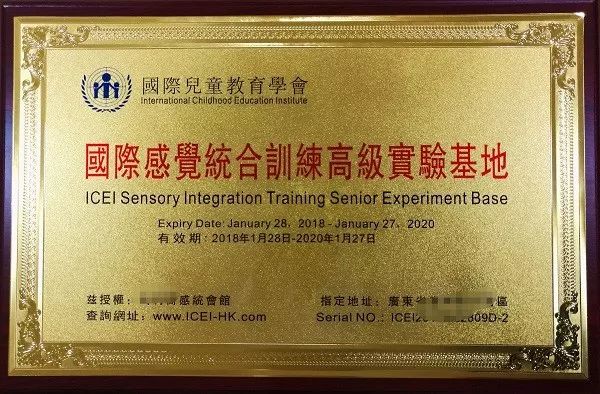 國際兒童教育學會
International Childhood Education Institute
國際感覺統合訓練高級實驗基地
ICEI Sensory Integration Training Senior Experiment Base
Expiry Date: January 28, 2018 - January 27, 2020
有效期: 2018年1月28日-2020年1月27日
茲授權: 感統會館
指定地址: 廣東省 區
查詢網址: www.ICEI-HK.com
Serial NO.: